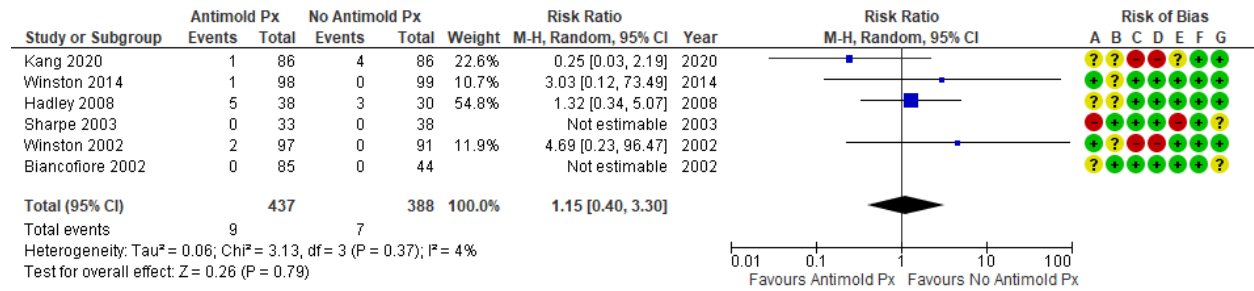 Antimold Px No Antimold Px Risk Ratio Risk Ratio Risk of Bias
Study or Subgroup Events Total Events Total Weight M-H, Random, 95% CI Year M-H, Random, 95% CI A B C D E F G
Kang 2020 1 86 4 86 22.6% 0.25 [0.03, 2.19] 2020 ? ? - - ? + +
Winston 2014 1 98 0 99 10.7% 3.03 [0.12, 73.49] 2014 + ? + + + + +
Hadley 2008 5 38 3 30 54.8% 1.32 [0.34, 5.07] 2008 ? ? + + + + +
Sharpe 2003 0 33 0 38 Not estimable 2003 - + + + - + ?
Winston 2002 2 97 0 91 11.9% 4.69 [0.23, 96.47] 2002 + ? - - + + +
Biancofiore 2002 0 85 0 44 Not estimable 2002 ? + + + + + ?
Total (95% CI) 437 388 100.0% 1.15 [0.40, 3.30]
Total events 9 7
Heterogeneity: Tau² = 0.06; Chi² = 3.13, df = 3 (P = 0.37); I² = 4%
Test for overall effect: Z = 0.26 (P = 0.79)
0.01 0.1 1 10 100
Favours Antimold Px Favours No Antimold Px